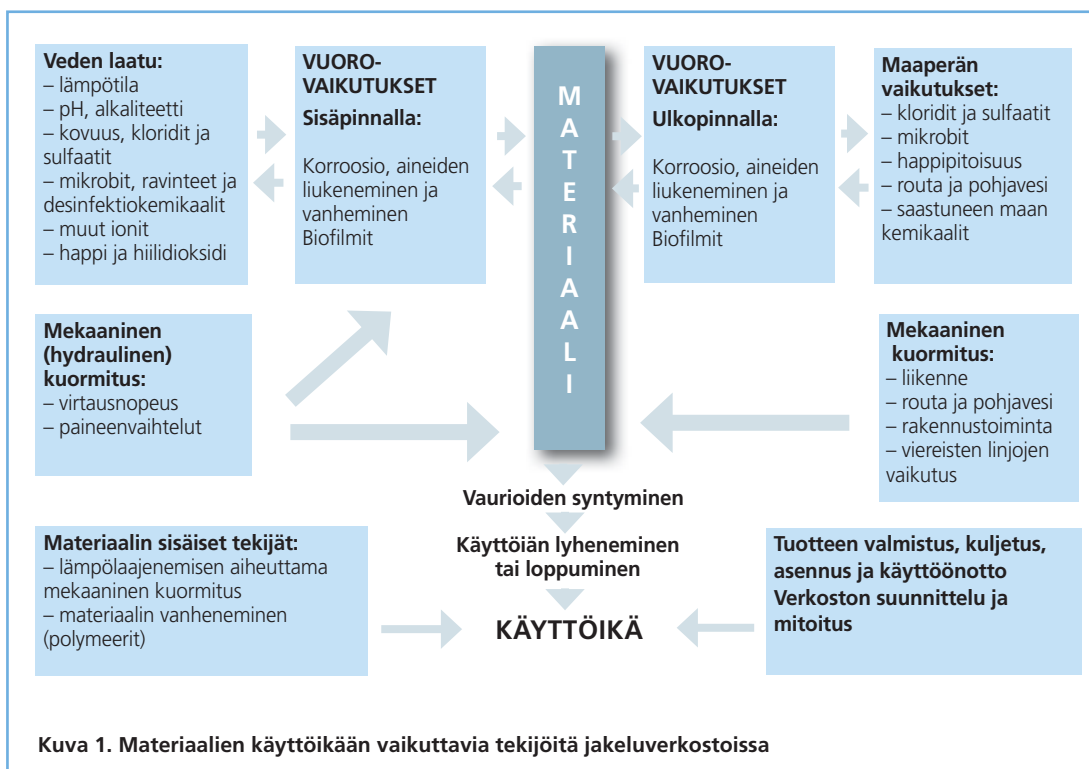 Veden laatu:
– lämpötila
– pH, alkaliteetti
– kovuus, kloridit ja
sulfaatit
– mikrobit, ravinteet ja
desinfektiokemikaalit
– muut ionit
– happi ja hiilidioksidi
VUORO-
VAIKUTUKSET
Sisäpinnalla:
Korroosio, aineiden
liukeneminen ja
vanheminen
Biofilmit
MATERIAALI
VUORO-
VAIKUTUKSET
Ulkopinnalla:
Korroosio, aineiden
liukeneminen ja
vanheminen
Biofilmit
Maaperän
vaikutukset:
– kloridit ja sulfaatit
– mikrobit
– happipitoisuus
– routa ja pohjavesi
– saastuneen maan
kemikaalit
Mekaaninen
(hydraulinen)
kuormitus:
– virtausnopeus
– paineenvaihtelut
Mekaaninen
kuormitus:
– liikenne
– routa ja pohjavesi
– rakennustoiminta
– viereisten linjojen
vaikutus
Vaurioiden syntyminen
Käyttöiän lyheneminen
tai loppuminen
KÄYTTÖIKÄ
Materiaalin sisäiset tekijät:
– lämpölaajenemisen aiheuttama
mekaaninen kuormitus
– materiaalin vanheneminen
(polymeerit)
Tuotteen valmistus, kuljetus,
asennus ja käyttöönotto
Verkoston suunnittelu ja
mitoitus
Kuva 1. Materiaalien käyttöikään vaikuttavia tekijöitä jakeluverkostoissa